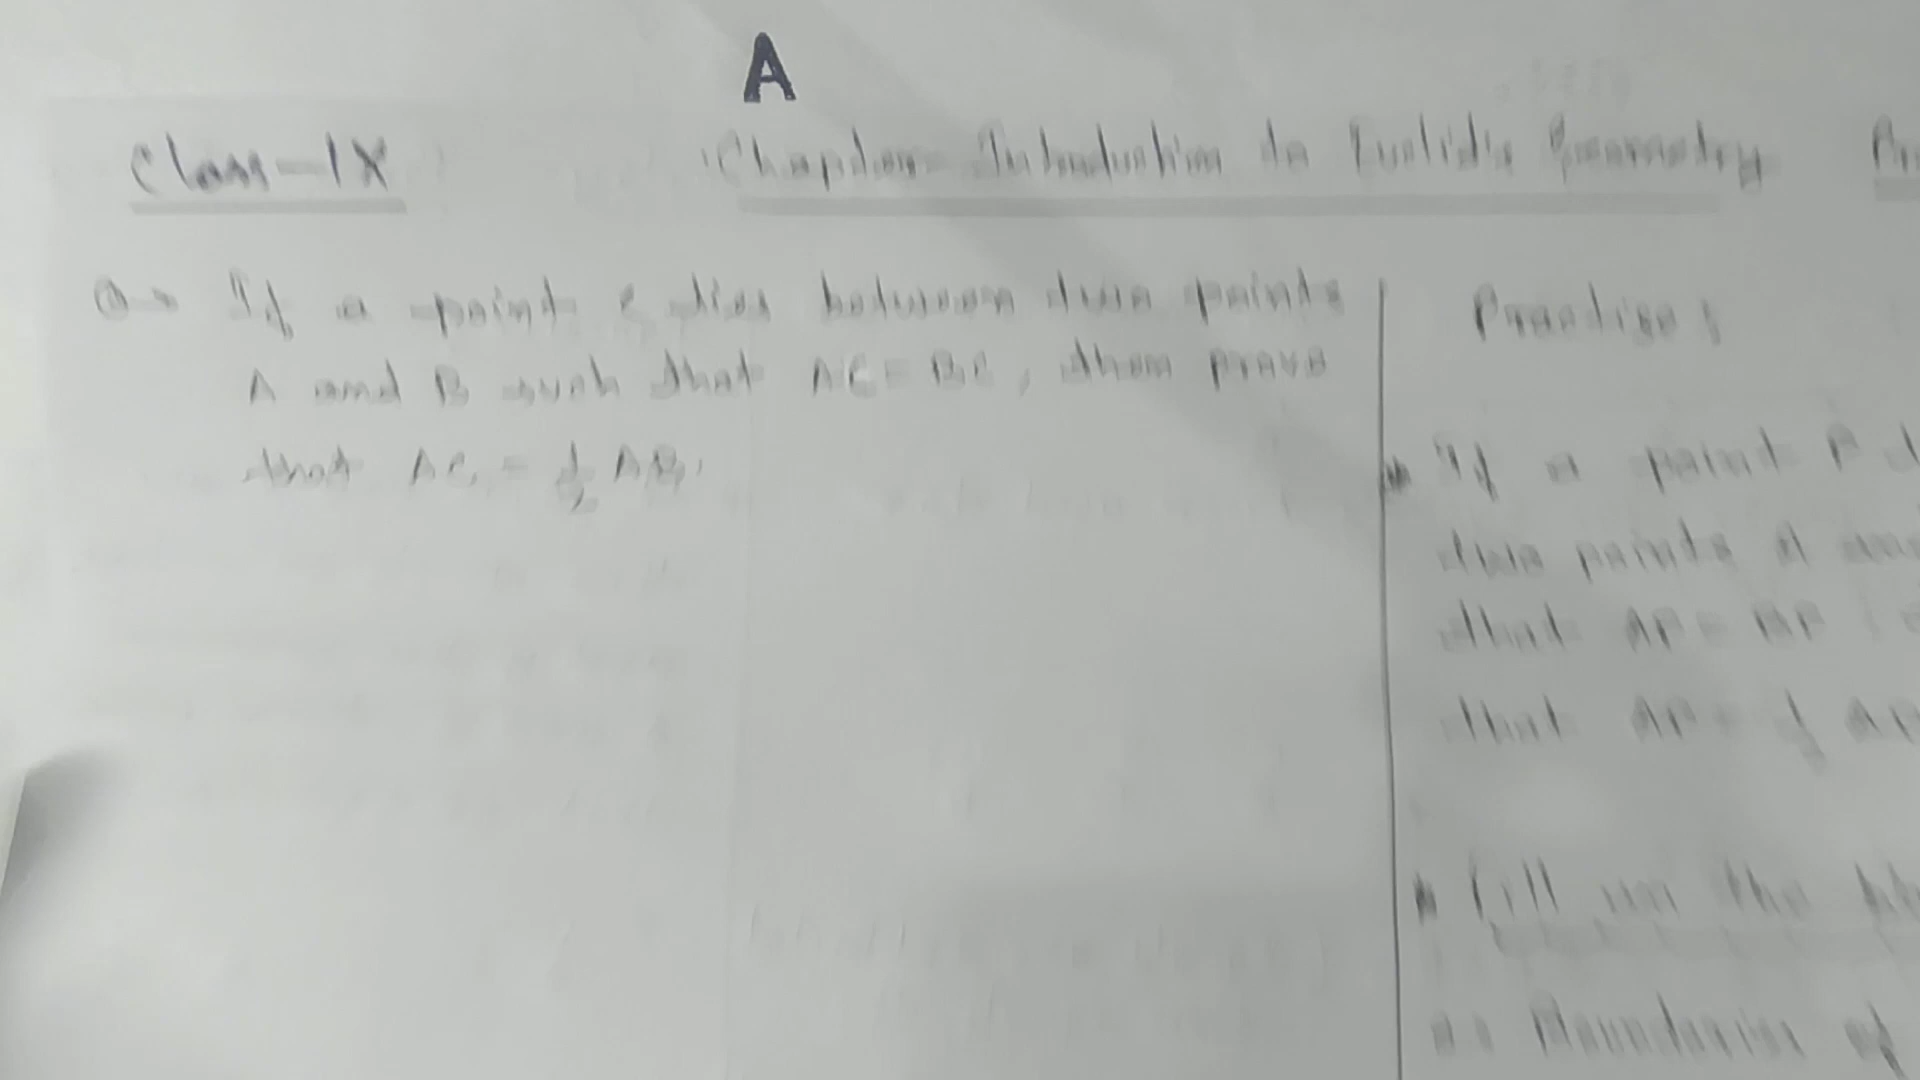 A
Class-IX
Chapter- Introduction to Euclid's Geometry
Q→ If a point C lies between two points
A and B such that AC = BC, then prove
that AC = 1/2 AB.
Practise:
If a point P
two points A
that AP = BP
that AP = 1/2
Fill in the
Boundaries of